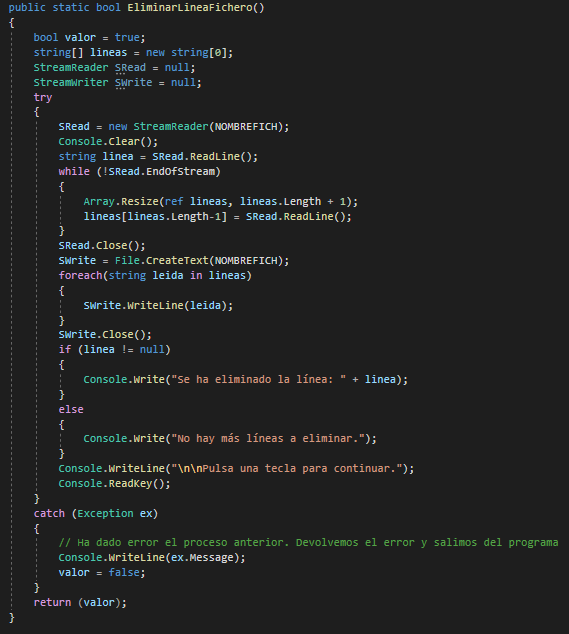 public static bool EliminarLineaFichero()
{
    bool valor = true;
    string[] lineas = new string[0];
    StreamReader SRead = null;
    StreamWriter SWrite = null;
    try
    {
        SRead = new StreamReader(NOMBREFICH);
        Console.Clear();
        string linea = SRead.ReadLine();
        while (!SRead.EndOfStream)
        {
            Array.Resize(ref lineas, lineas.Length + 1);
            lineas[lineas.Length-1] = SRead.ReadLine();
        }
        SRead.Close();
        SWrite = File.CreateText(NOMBREFICH);
        foreach(string leida in lineas)
        {
            SWrite.WriteLine(leida);
        }
        SWrite.Close();
        if (linea != null)
        {
            Console.Write("Se ha eliminado la línea: " + linea);
        }
        else
        {
            Console.Write("No hay más líneas a eliminar.");
        }
        Console.WriteLine("\n\nPulsa una tecla para continuar.");
        Console.ReadKey();
    }
    catch (Exception ex)
    {
        // Ha dado error el proceso anterior. Devolvemos el error y salimos del programa
        Console.WriteLine(ex.Message);
        valor = false;
    }
    return (valor);
}